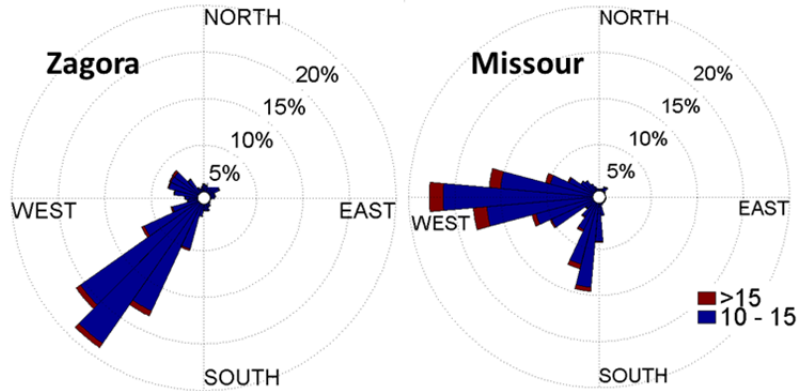 NORTH
Zagora
20%
15%
10%
5%
WEST
EAST
SOUTH
NORTH
Missour
20%
15%
10%
5%
WEST
EAST
SOUTH
>15
10 - 15